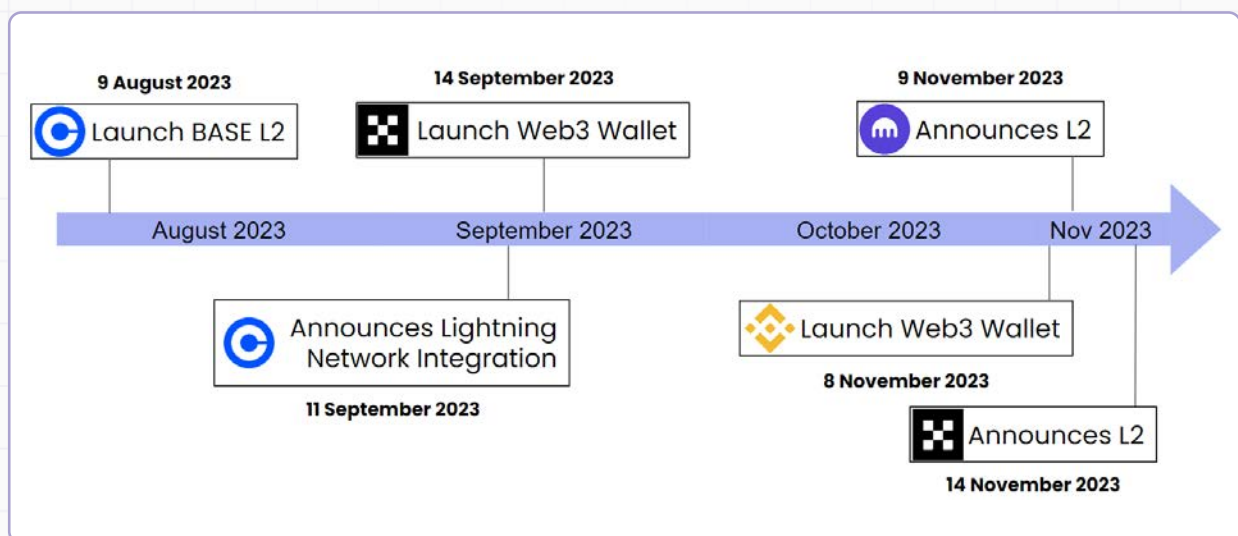 9 August 2023
Launch BASE L2
14 September 2023
Launch Web3 Wallet
9 November 2023
Announces L2
August 2023
September 2023
October 2023
Nov 2023
Announces Lightning
Network Integration
11 September 2023
Launch Web3 Wallet
8 November 2023
Announces L2
14 November 2023